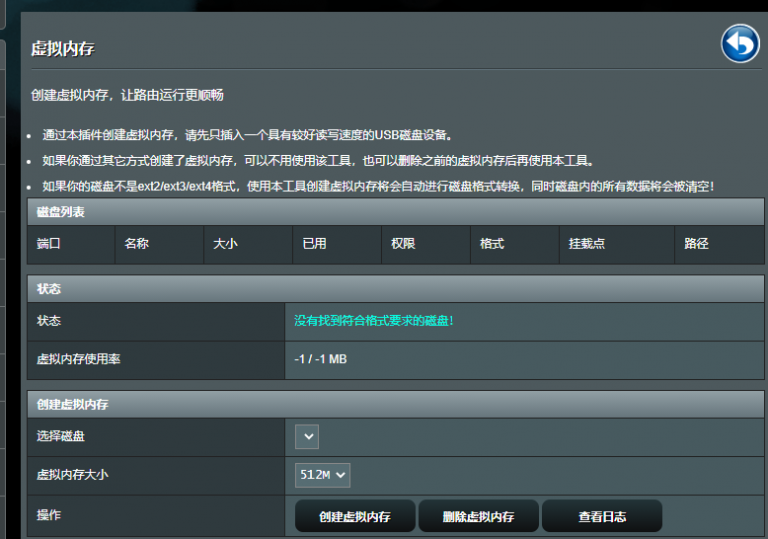 虚拟内存
创建虚拟内存，让路由运行更顺畅
通过本插件创建虚拟内存，请先只插入一个具有较好读写速度的USB磁盘设备。
如果你通过其它方式创建了虚拟内存，可以不用使用该工具，也可以删除之前的虚拟内存后再使用本工具。
如果你的磁盘不是ext2/ext3/ext4格式，使用本工具创建虚拟内存将会自动进行磁盘格式转换，同时磁盘内的所有数据将会被清空！
磁盘列表
端口 名称 大小 已用 权限 格式 挂载点 路径
状态
状态 没有找到符合格式要求的磁盘！
虚拟内存使用率 -1 / -1 MB
创建虚拟内存
选择磁盘
虚拟内存大小 512M
操作 创建虚拟内存 删除虚拟内存 查看日志